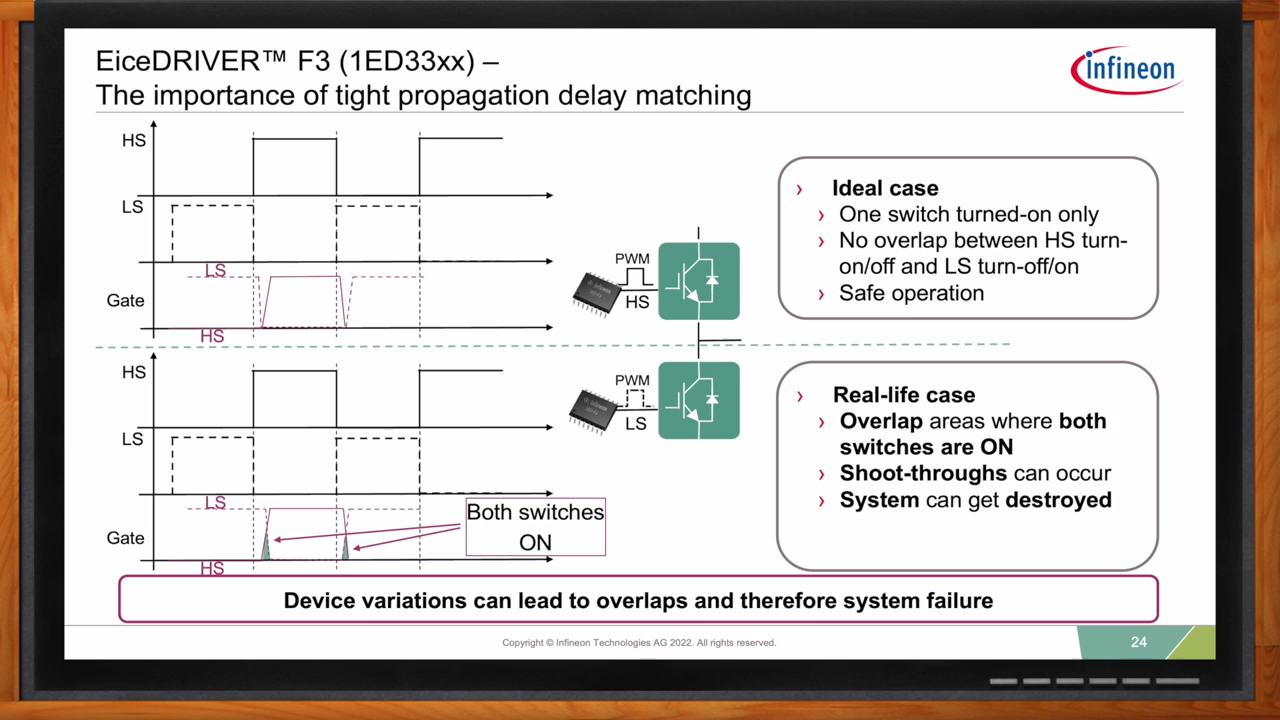 EiceDRIVER™ F3 (1ED33xx) –
The importance of tight propagation delay matching
infineon
HS
LS
LS
Gate
HS
PWM
HS
› Ideal case
› One switch turned-on only
› No overlap between HS turn-
on/off and LS turn-off/on
› Safe operation
HS
LS
LS
Gate
HS
Both switches
ON
PWM
LS
› Real-life case
› Overlap areas where both
switches are ON
› Shoot-throughs can occur
› System can get destroyed
Device variations can lead to overlaps and therefore system failure
Copyright © Infineon Technologies AG 2022. All rights reserved.
24